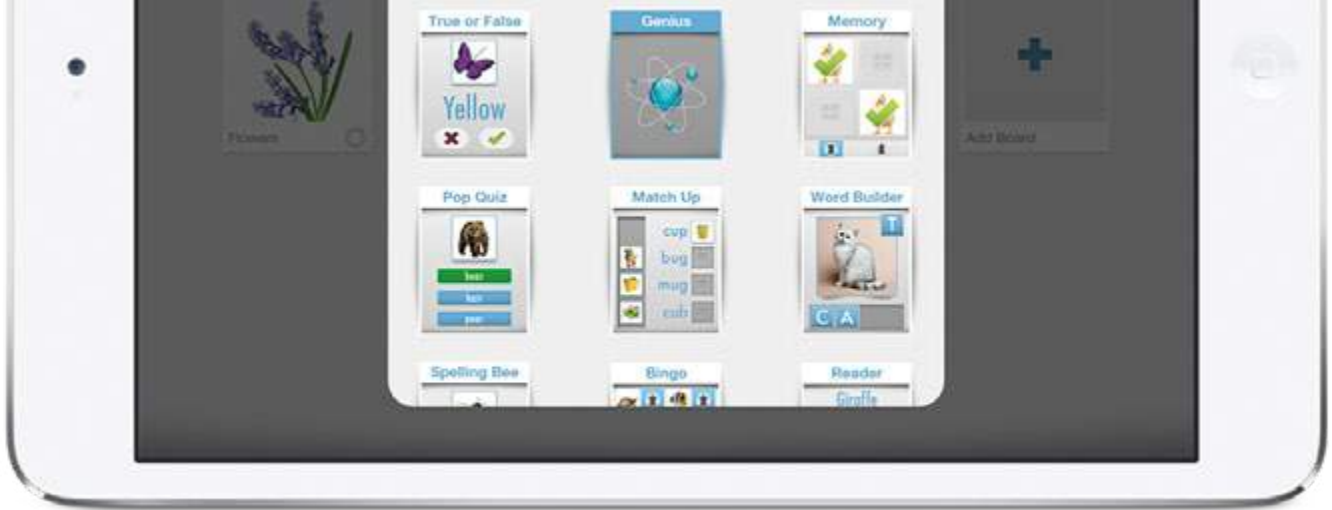 True or False
Genius
Memory
Yellow
Flowers
Add Board
Pop Quiz
Match Up
Word Builder
cup
T
bug
bear
mug
pear
cub
C A
Spelling Bee
Bingo
Reader
Giraffe